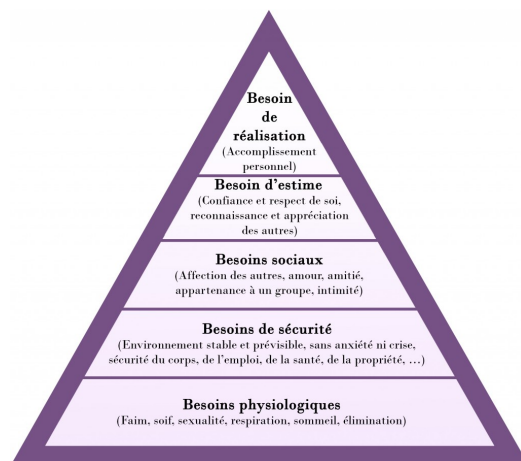 Besoin
de
réalisation
(Accomplissement
personnel)
Besoin d'estime
(Confiance et respect de soi,
reconnaissance et appréciation
des autres)
Besoins sociaux
(Affection des autres, amour, amitié,
appartenance à un groupe, intimité)
Besoins de sécurité
(Environnement stable et prévisible, sans anxiété ni crise,
sécurité du corps, de l'emploi, de la santé, de la propriété, ...)
Besoins physiologiques
(Faim, soif, sexualité, respiration, sommeil, élimination)